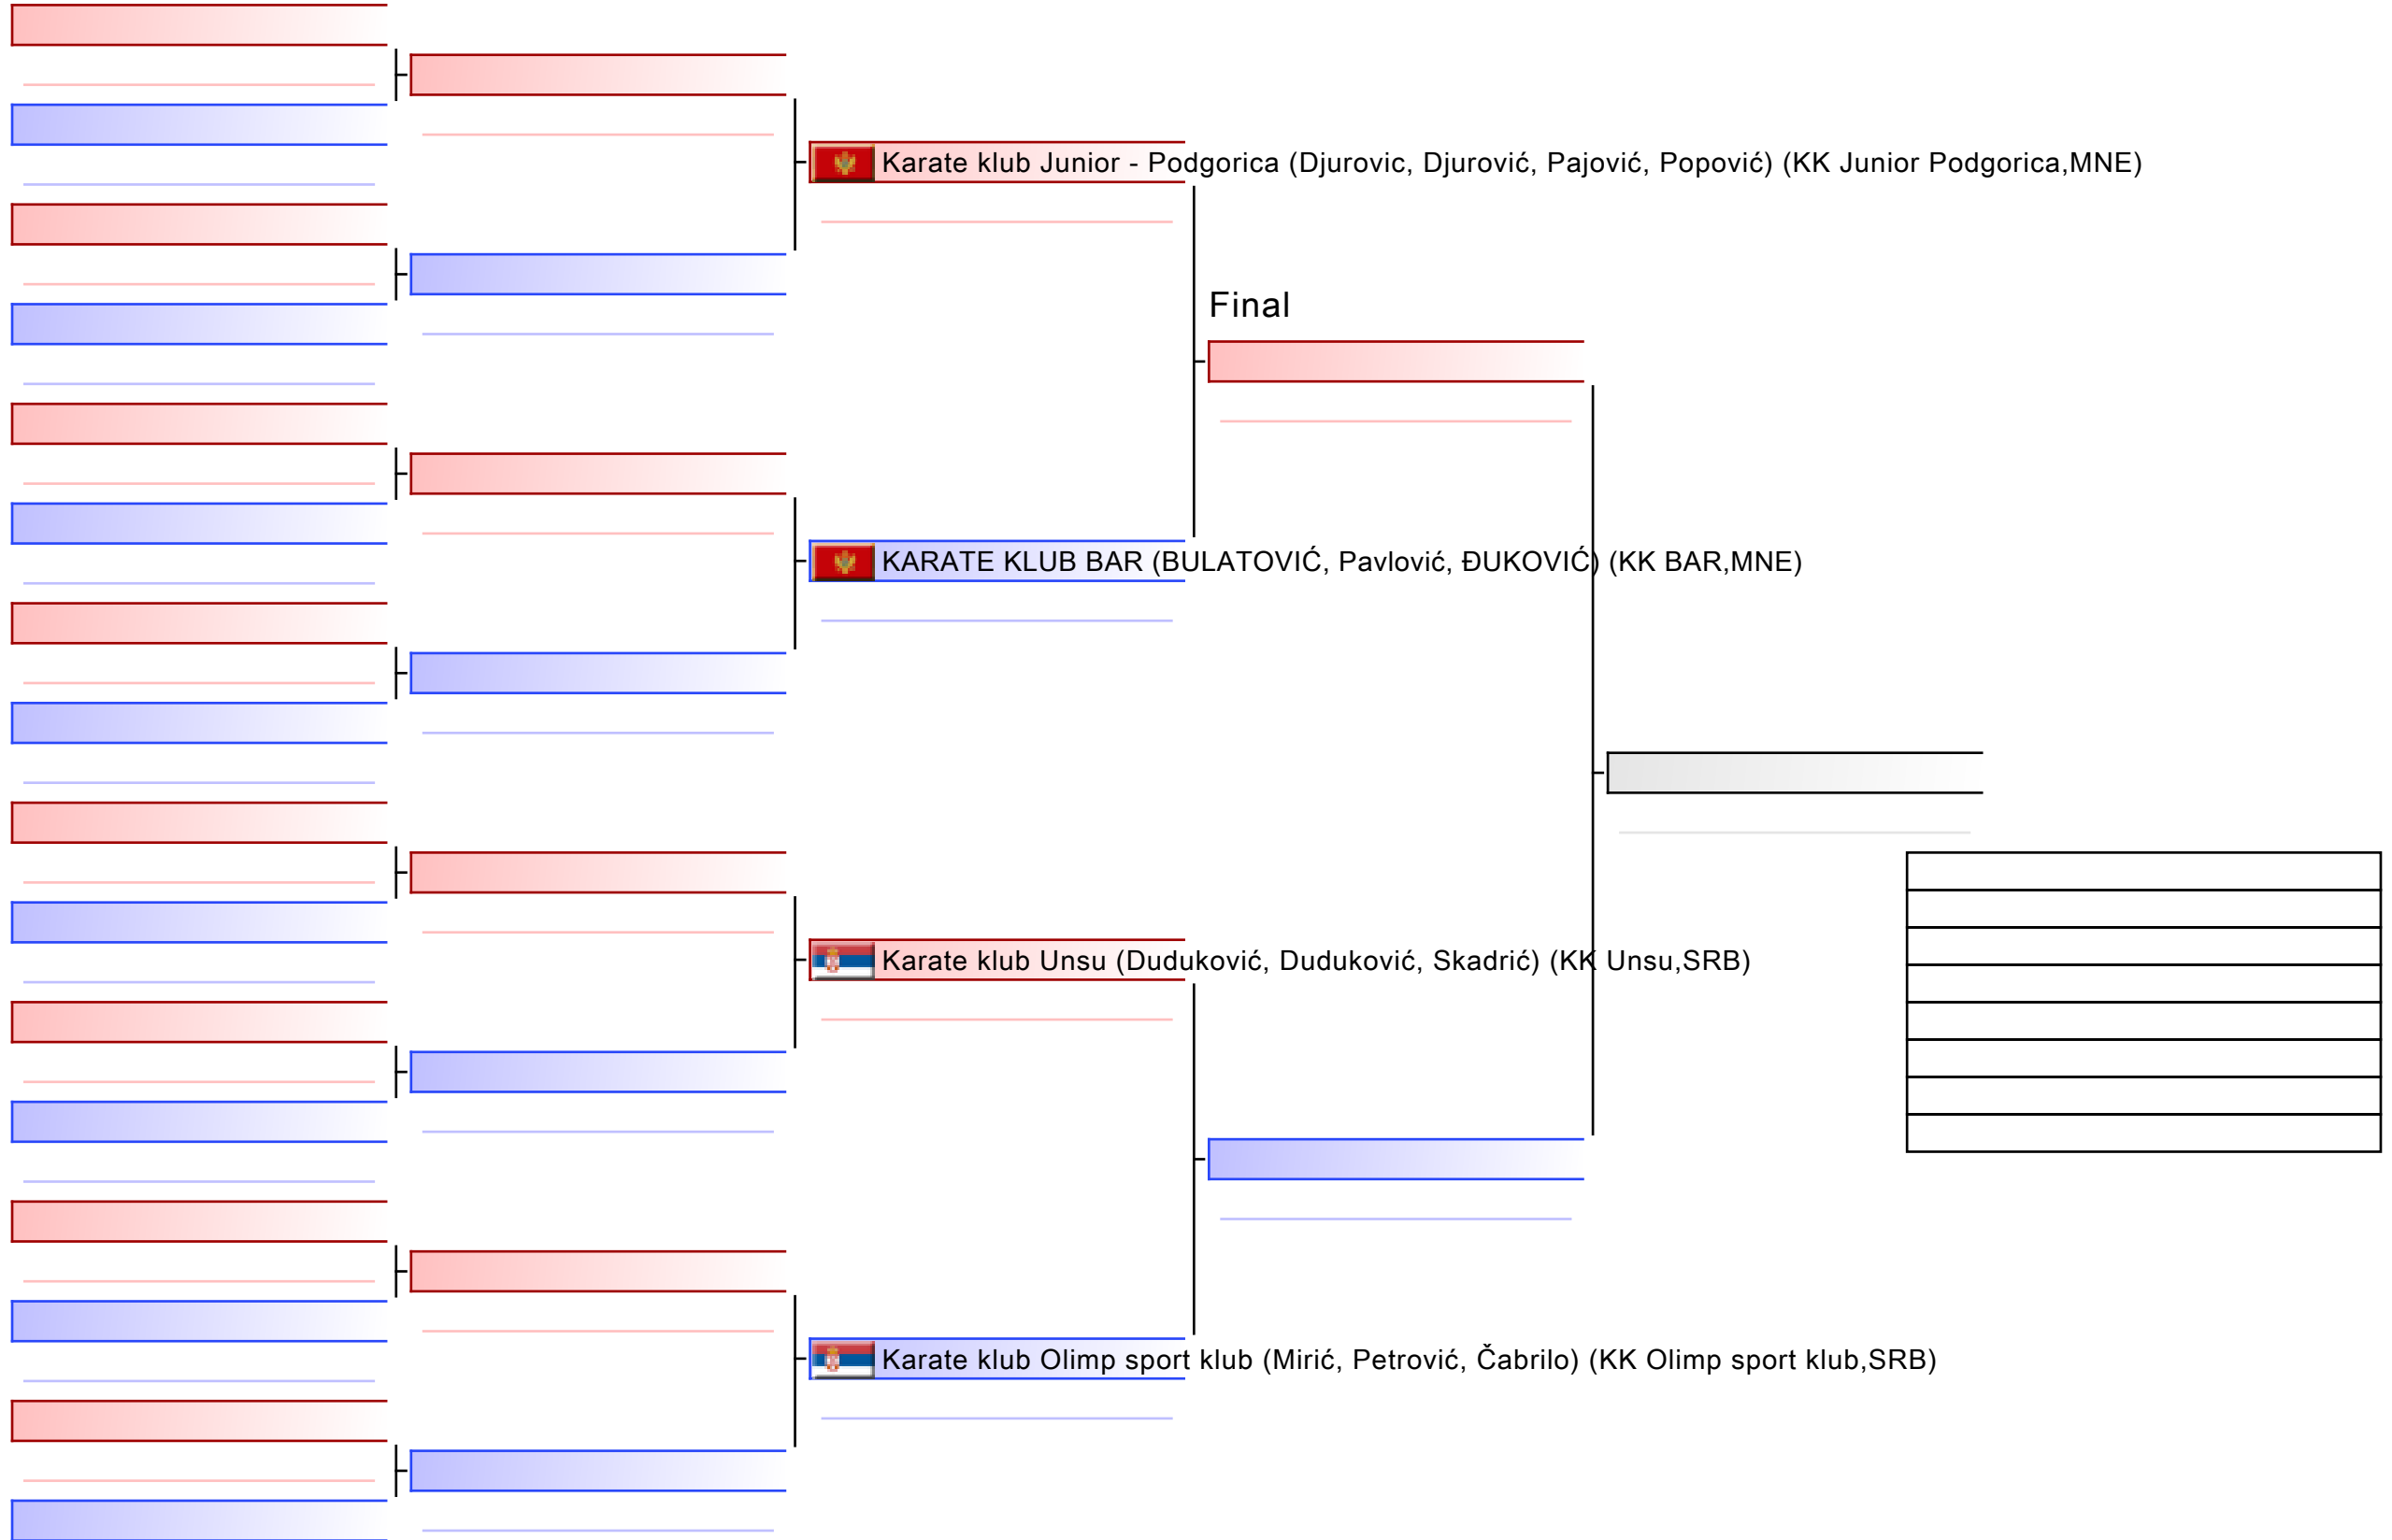 Karate klub Junior - Podgorica (Djurovic, Djurović, Pajović, Popović) (KK Junior Podgorica,MNE)
Final
KARATE KLUB BAR (BULATOVIĆ, Pavlović, ĐUKOVIĆ) (KK BAR,MNE)
Karate klub Unsu (Duduković, Duduković, Skadrić) (KK Unsu,SRB)
Karate klub Olimp sport klub (Mirić, Petrović, Čabrilo) (KK Olimp sport klub,SRB)